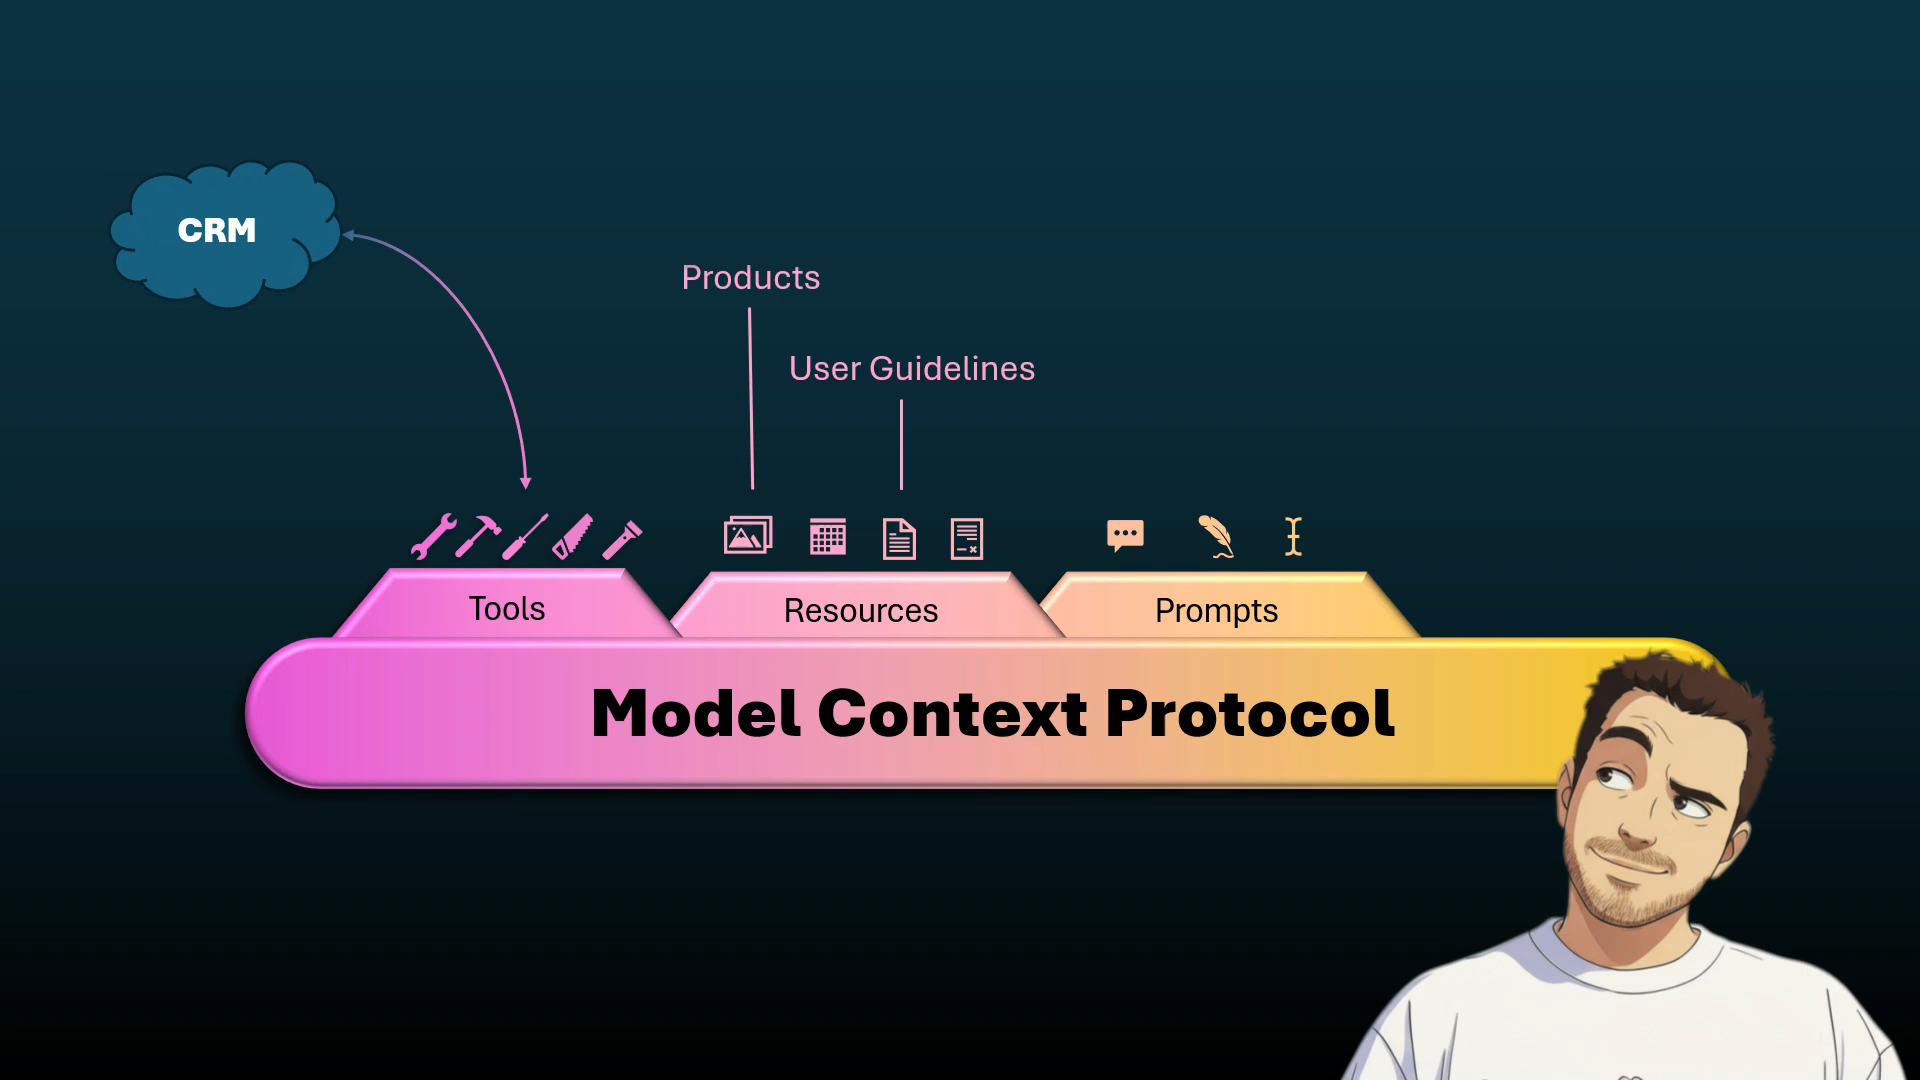 CRM
Products
User Guidelines
Tools
Resources
Prompts
Model Context Protocol